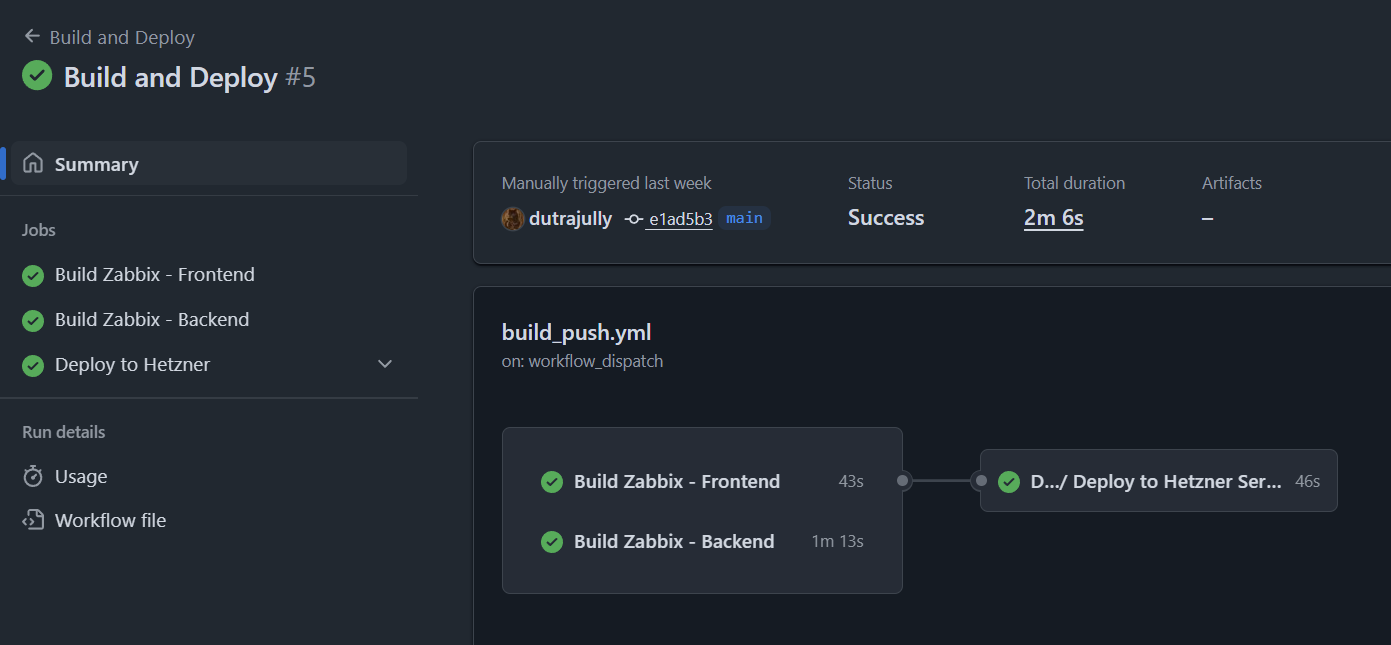 Build and Deploy
Build and Deploy #5
Summary
Jobs
Build Zabbix - Frontend
Build Zabbix - Backend
Deploy to Hetzner
Run details
Usage
Workflow file
Manually triggered last week
dutrajully e1ad5b3 main
Status
Success
Total duration
2m 6s
Artifacts
–
build_push.yml
on: workflow_dispatch
Build Zabbix - Frontend 43s
Build Zabbix - Backend 1m 13s
D.../ Deploy to Hetzner Ser... 46s